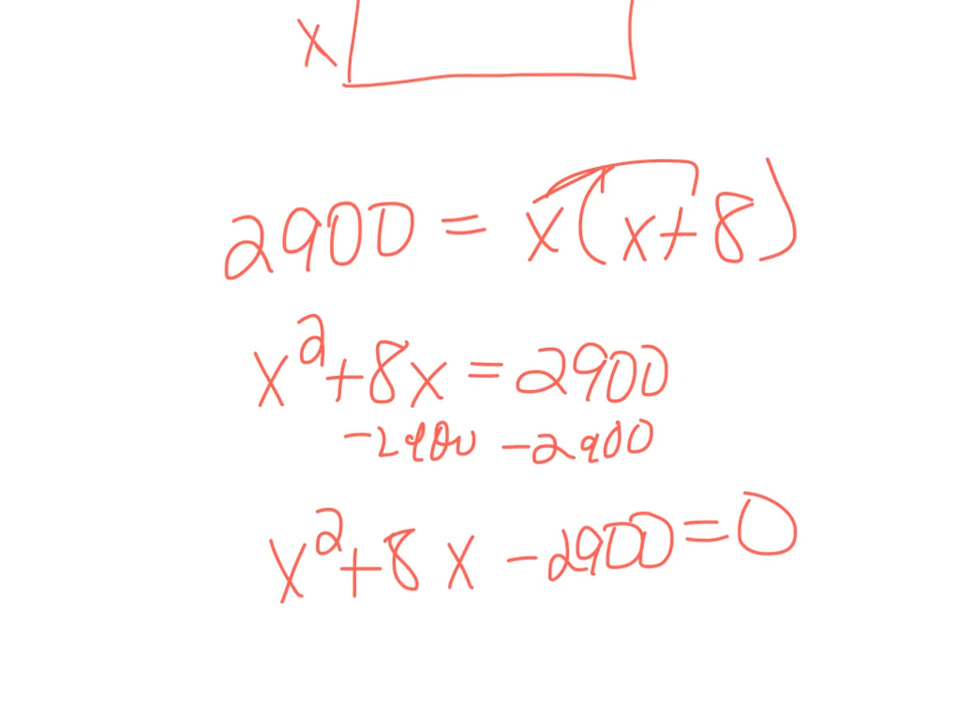 x
2900 = x(x+8)
x²+8x = 2900
-2900 -2900
x²+8x -2900=0